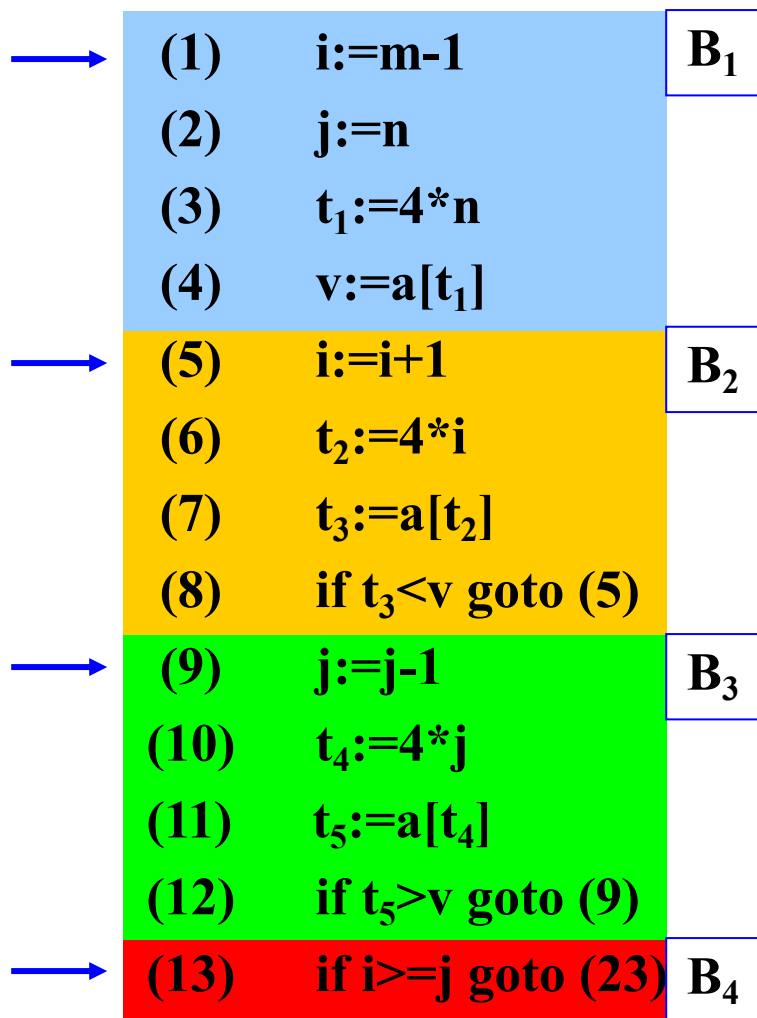 (1) i:=m-1 B₁
(2) j:=n
(3) t₁:=4*n
(4) v:=a[t₁]
(5) i:=i+1 B₂
(6) t₂:=4*i
(7) t₃:=a[t₂]
(8) if t₃<v goto (5)
(9) j:=j-1 B₃
(10) t₄:=4*j
(11) t₅:=a[t₄]
(12) if t₅>v goto (9)
(13) if i>=j goto (23) B₄